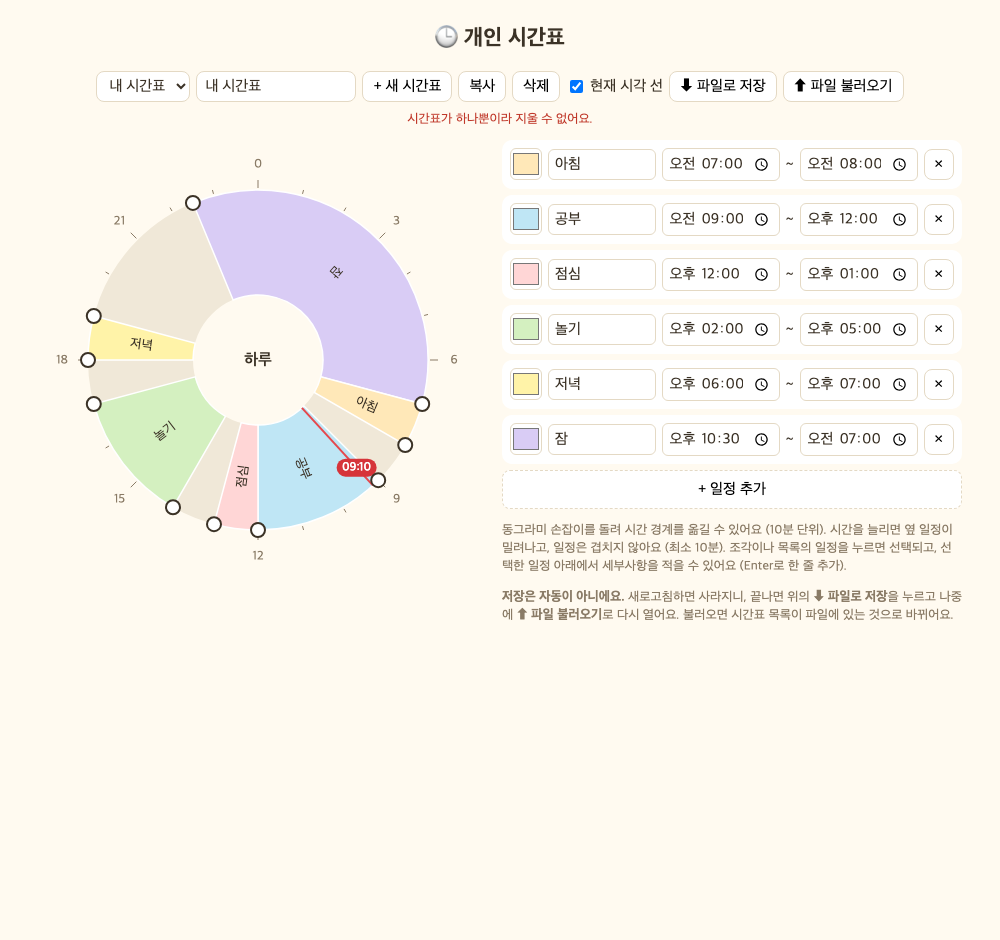 개인 시간표
내 시간표 내 시간표 + 새 시간표 복사 삭제 현재 시각 선 ⬇ 파일로 저장 ⬆ 파일 불러오기
시간표가 하나뿐이라 지울 수 없어요.
0
3
6
9
12
15
18
21
잠
아침
공부
점심
놀기
저녁
하루
09:10
아침 오전 07:00 ~ 오전 08:00 ×
공부 오전 09:00 ~ 오후 12:00 ×
점심 오후 12:00 ~ 오후 01:00 ×
놀기 오후 02:00 ~ 오후 05:00 ×
저녁 오후 06:00 ~ 오후 07:00 ×
잠 오후 10:30 ~ 오전 07:00 ×
+ 일정 추가
동그라미 손잡이를 돌려 시간 경계를 옮길 수 있어요 (10분 단위). 시간을 늘리면 옆 일정이
밀려나고, 일정은 겹치지 않아요 (최소 10분). 조각이나 목록의 일정을 누르면 선택되고, 선
택한 일정 아래에서 세부사항을 적을 수 있어요 (Enter로 한 줄 추가).
저장은 자동이 아니에요. 새로고침하면 사라지니, 끝나면 위의 ⬇ 파일로 저장을 누르고 나중
에 ⬆ 파일 불러오기로 다시 열어요. 불러오면 시간표 목록이 파일에 있는 것으로 바뀌어요.